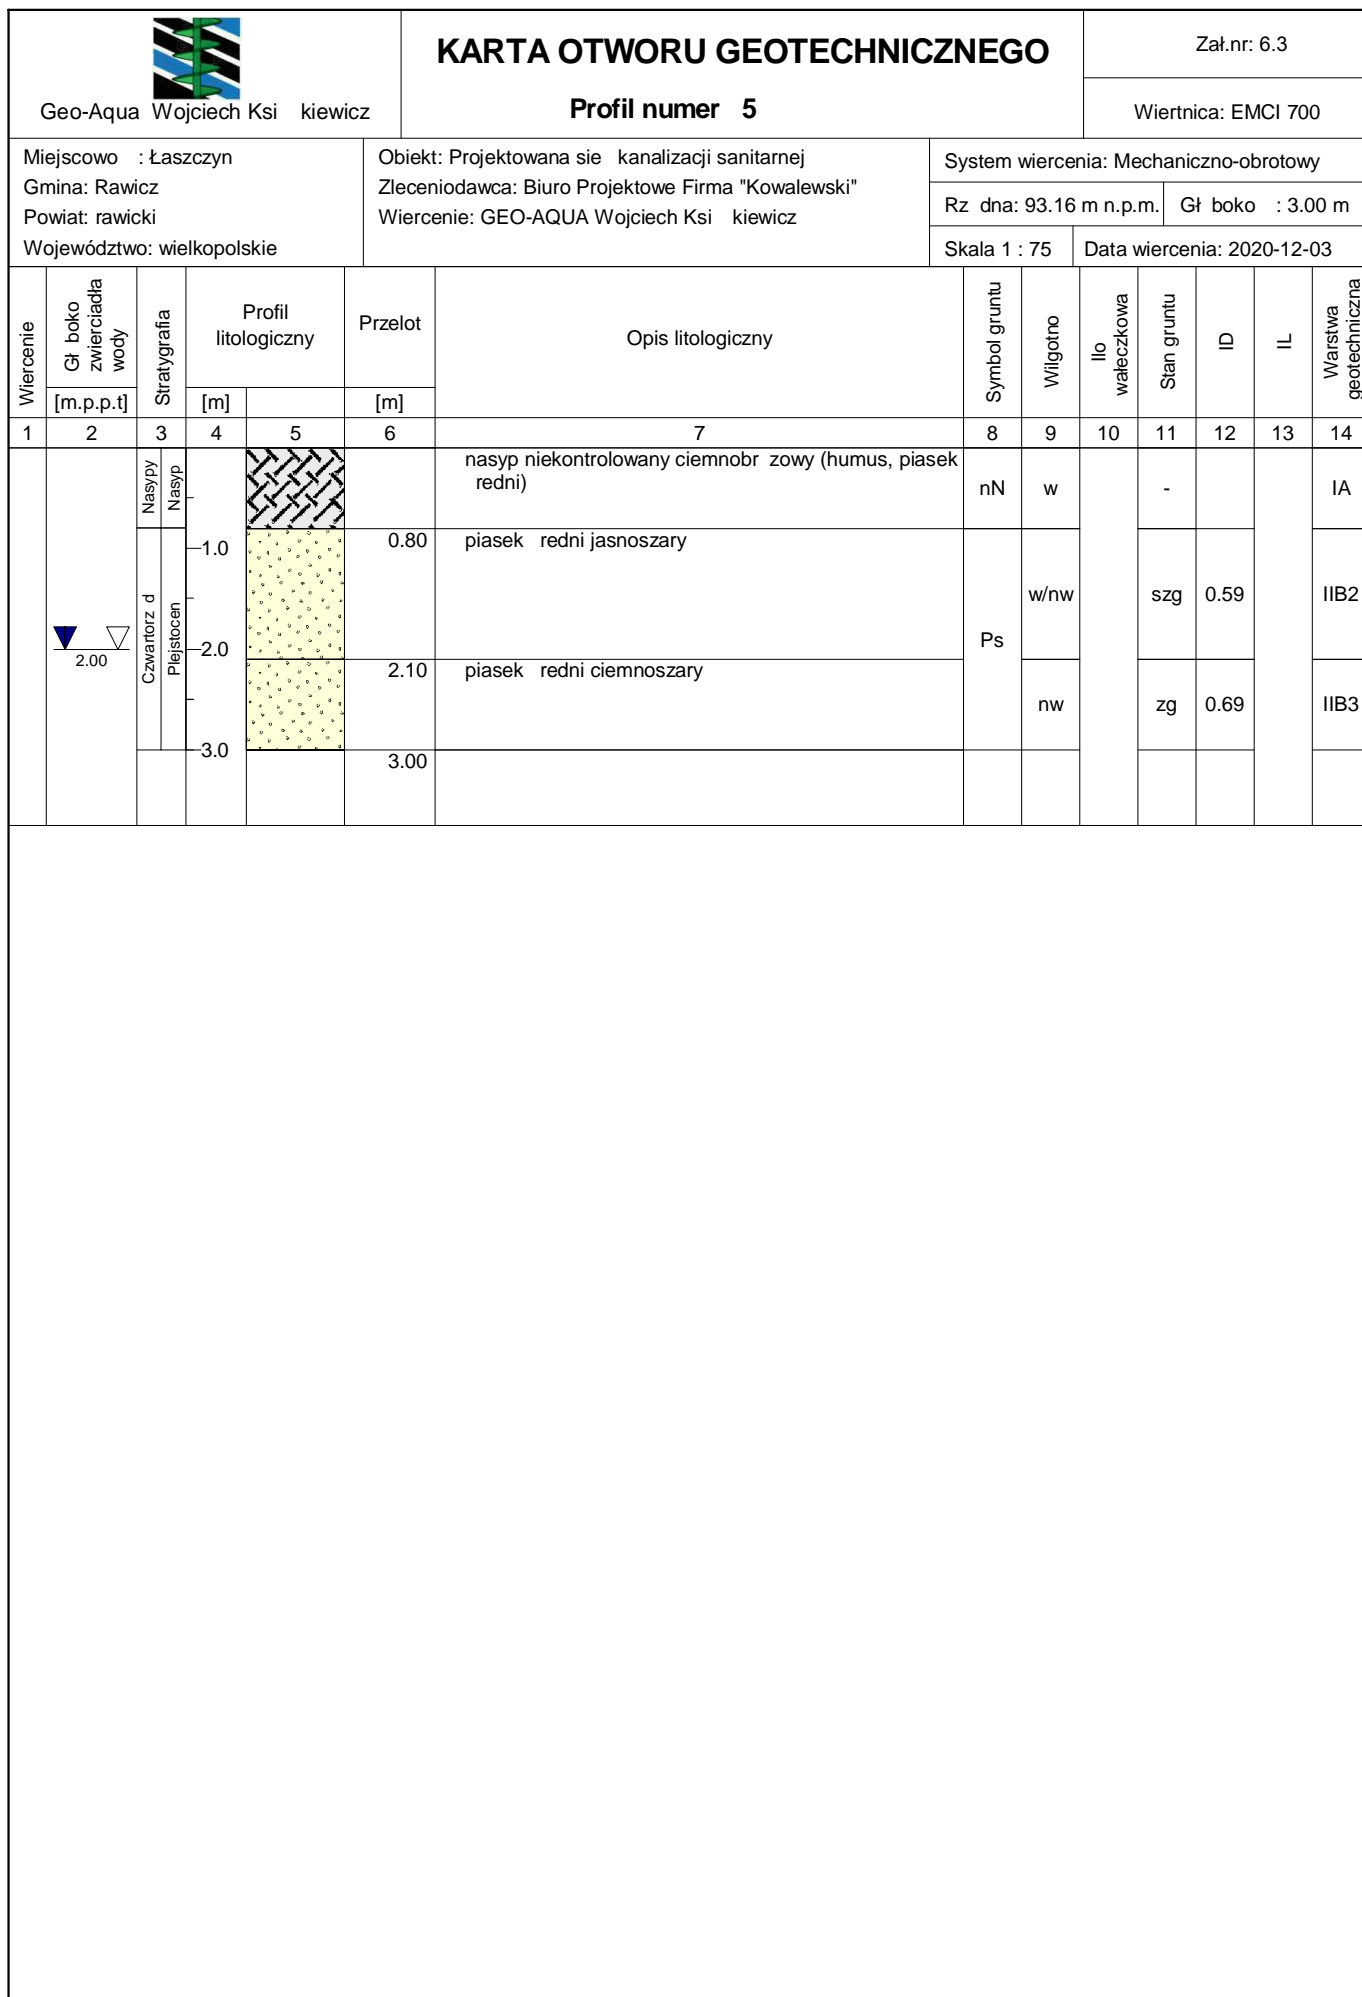 KARTA OTWORU GEOTECHNICZNEGO
Profil numer 5
Zał.nr: 6.3
Wiertnica: EMCI 700
Geo-Aqua Wojciech Ksi kiewicz
Miejscowo : Łaszczyn
Gmina: Rawicz
Powiat: rawicki
Województwo: wielkopolskie
Obiekt: Projektowana sie kanalizacji sanitarnej
Zleceniodawca: Biuro Projektowe Firma "Kowalewski"
Wiercenie: GEO-AQUA Wojciech Ksi kiewicz
System wiercenia: Mechaniczno-obrotowy
Rz dna: 93.16 m n.p.m.
Gł boko : 3.00 m
Skala 1 : 75
Data wiercenia: 2020-12-03
Wiercenie
Gł boko
zwierciadła
wody
[m.p.p.t]
Stratygrafia
Profil
litologiczny
[m]
Przelot
[m]
Opis litologiczny
Symbol gruntu
Wilgotno
Ilo
wałeczkowa
Stan gruntu
ID
IL
Warstwa
geotechniczna
1 2 3 4 5 6 7 8 9 10 11 12 13 14
Nasypy
Nasyp
nasyp niekontrolowany ciemnobr zowy (humus, piasek
redni)
nN w - IA
Czwartorz d
Plejstocen
1.0
0.80 piasek redni jasnoszary
w/nw szg 0.59 IIB2
Ps
2.00
2.0
2.10 piasek redni ciemnoszary
nw zg 0.69 IIB3
3.0
3.00